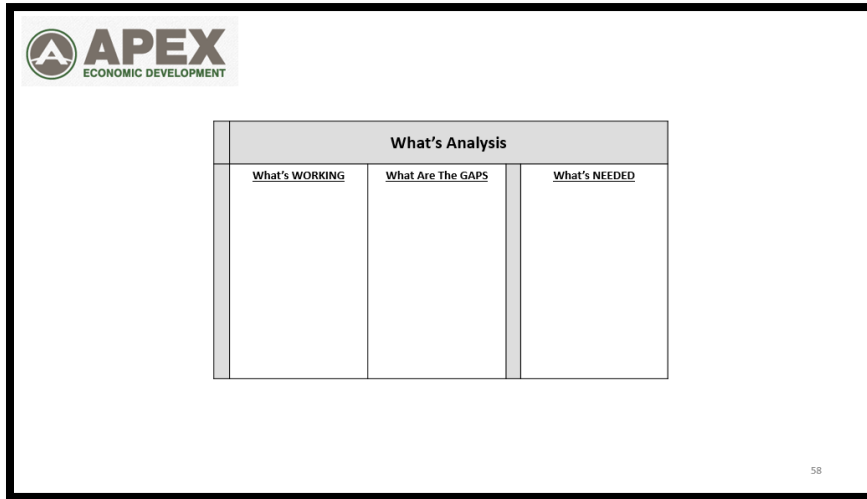 APEX
ECONOMIC DEVELOPMENT
What's Analysis
What's WORKING
What Are The GAPS
What's NEEDED
58